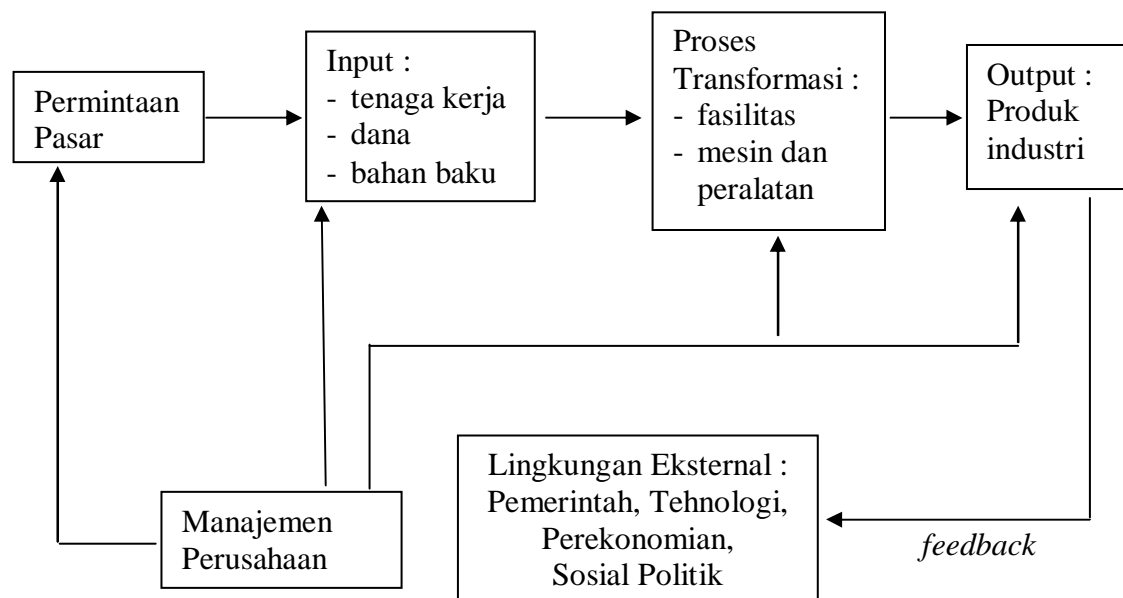 Permintaan
Pasar
Input :
- tenaga kerja
- dana
- bahan baku
Proses
Transformasi :
- fasilitas
- mesin dan
peralatan
Output :
Produk
industri
Manajemen
Perusahaan
Lingkungan Eksternal :
Pemerintah, Tehnologi,
Perekonomian,
Sosial Politik
feedback